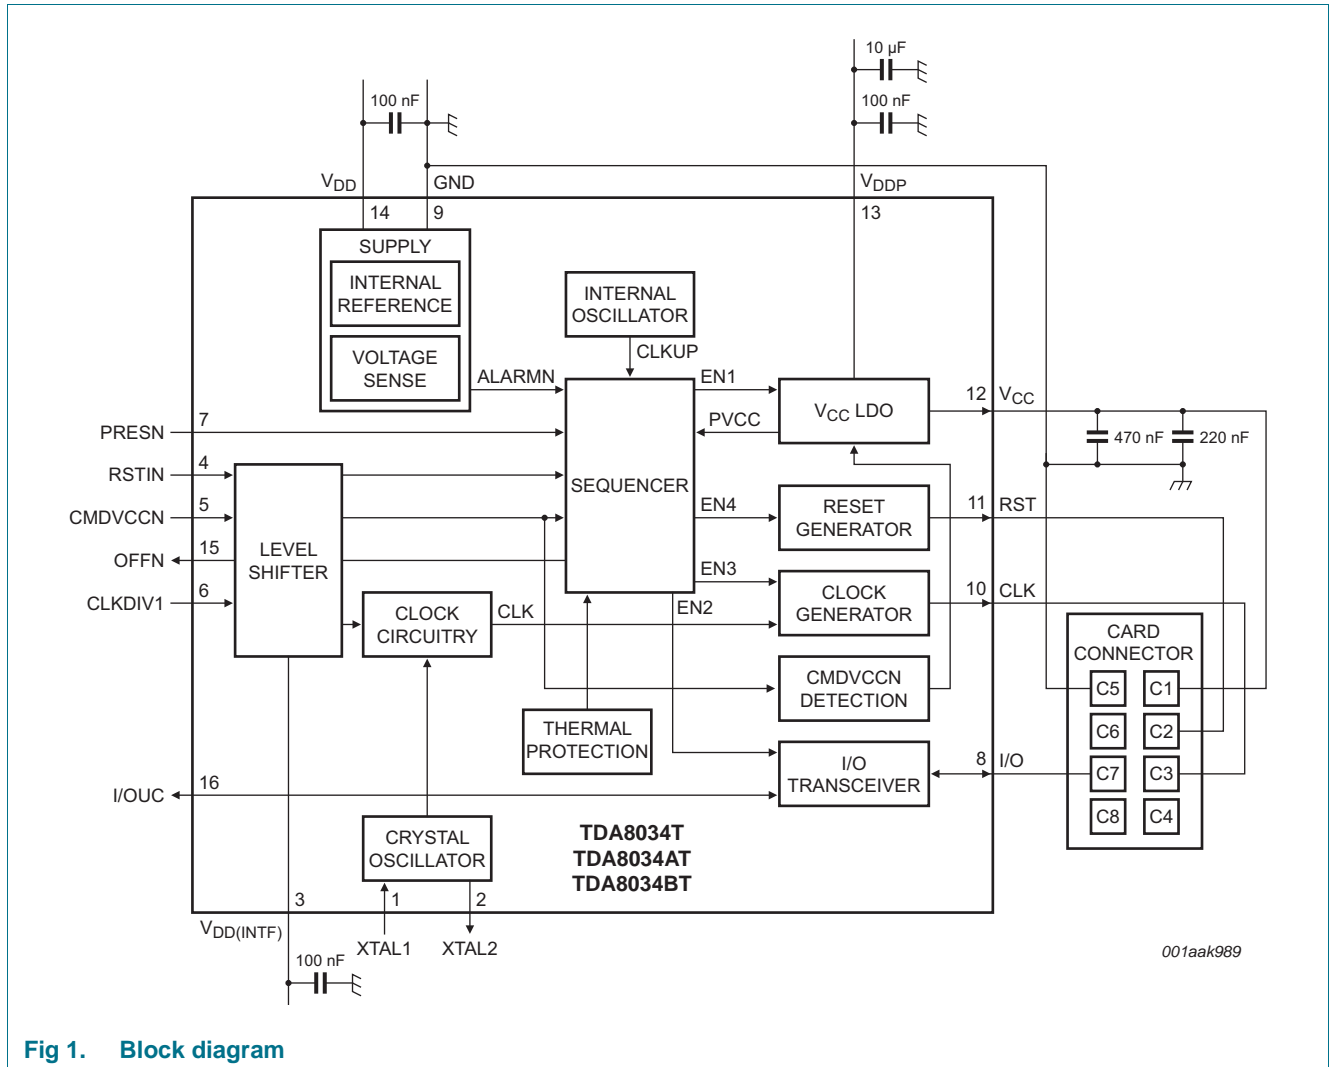 10 µF
100 nF
100 nF
VDD
GND
VDDP
14
9
13
SUPPLY
INTERNAL
REFERENCE
VOLTAGE
SENSE
INTERNAL
OSCILLATOR
CLKUP
ALARMN
EN1
PVCC
VCC LDO
12
VCC
470 nF
220 nF
PRESN
7
RSTIN
4
CMDVCCN
5
OFFN
15
CLKDIV1
6
LEVEL
SHIFTER
SEQUENCER
EN4
RESET
GENERATOR
11
RST
EN3
EN2
CLOCK
CIRCUITRY
CLK
CLOCK
GENERATOR
10
CLK
CARD
CONNECTOR
C5
C1
C6
C2
C7
C3
C8
C4
CMDVCCN
DETECTION
THERMAL
PROTECTION
I/O
TRANSCEIVER
8
I/O
I/OUC
16
CRYSTAL
OSCILLATOR
TDA8034T
TDA8034AT
TDA8034BT
3
1
2
VDD(INTF)
XTAL1
XTAL2
100 nF
001aak989
Fig 1. Block diagram